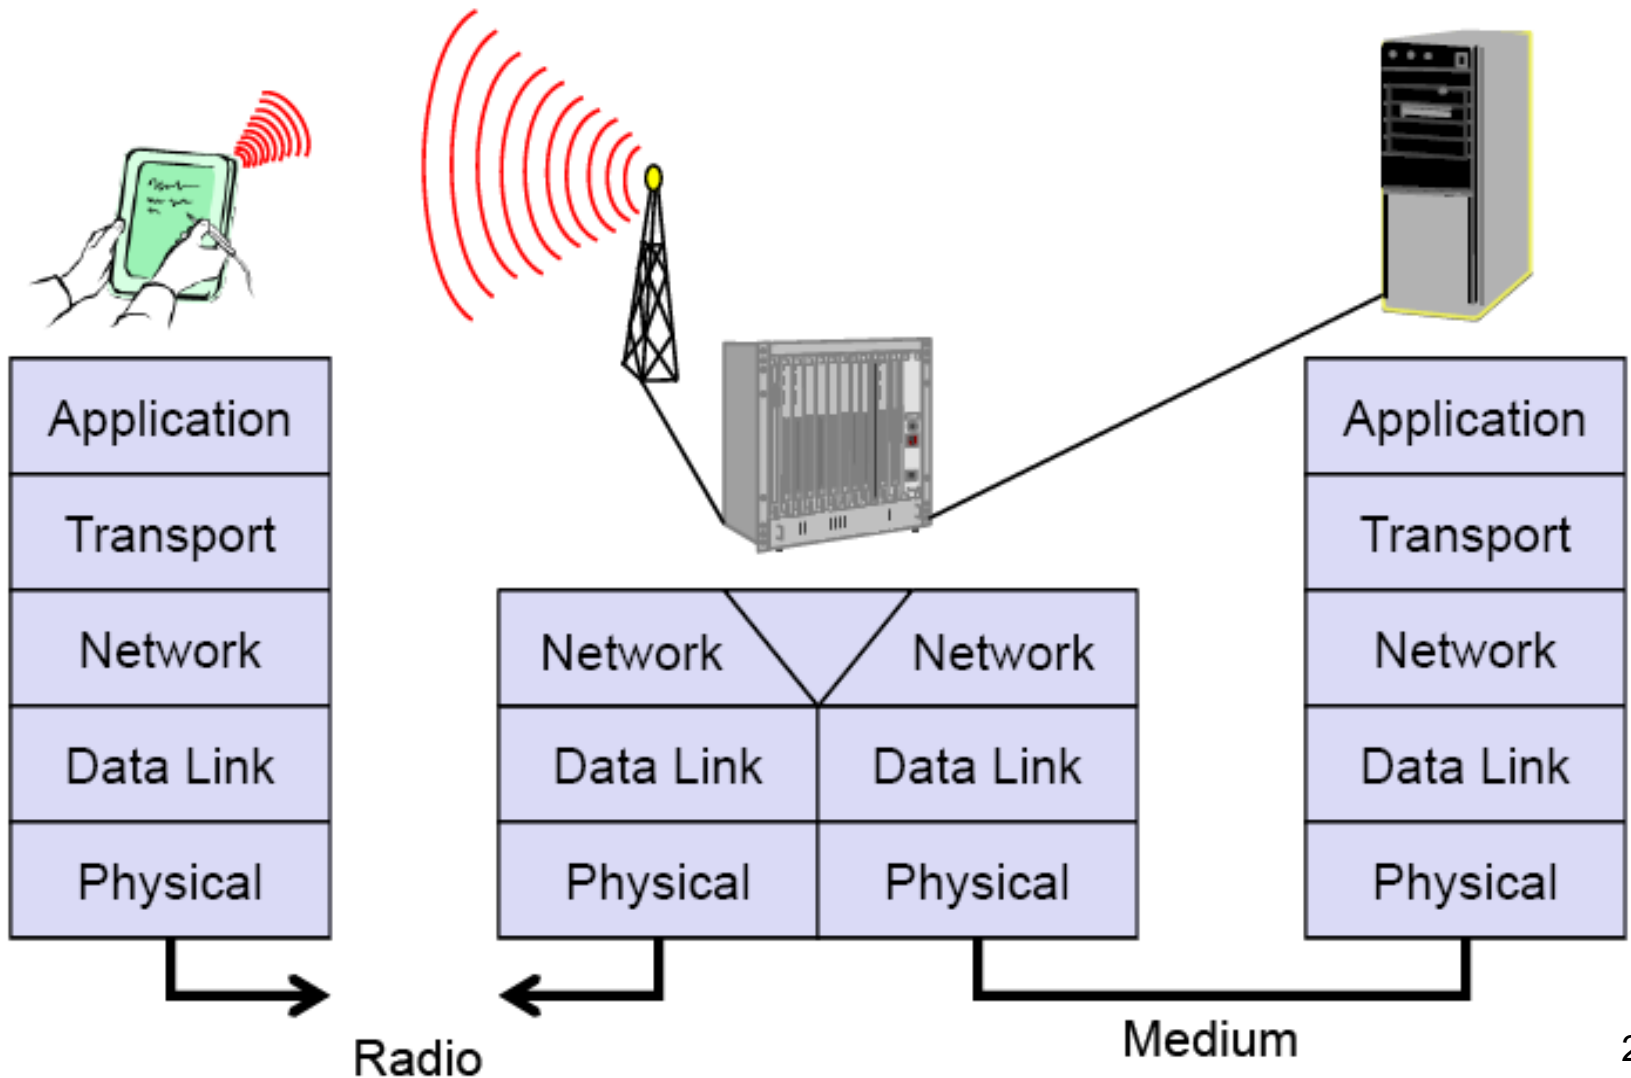 Application
Transport
Network
Data Link
Physical
Network
Network
Data Link
Data Link
Physical
Physical
Application
Transport
Network
Data Link
Physical
Radio
Medium
2